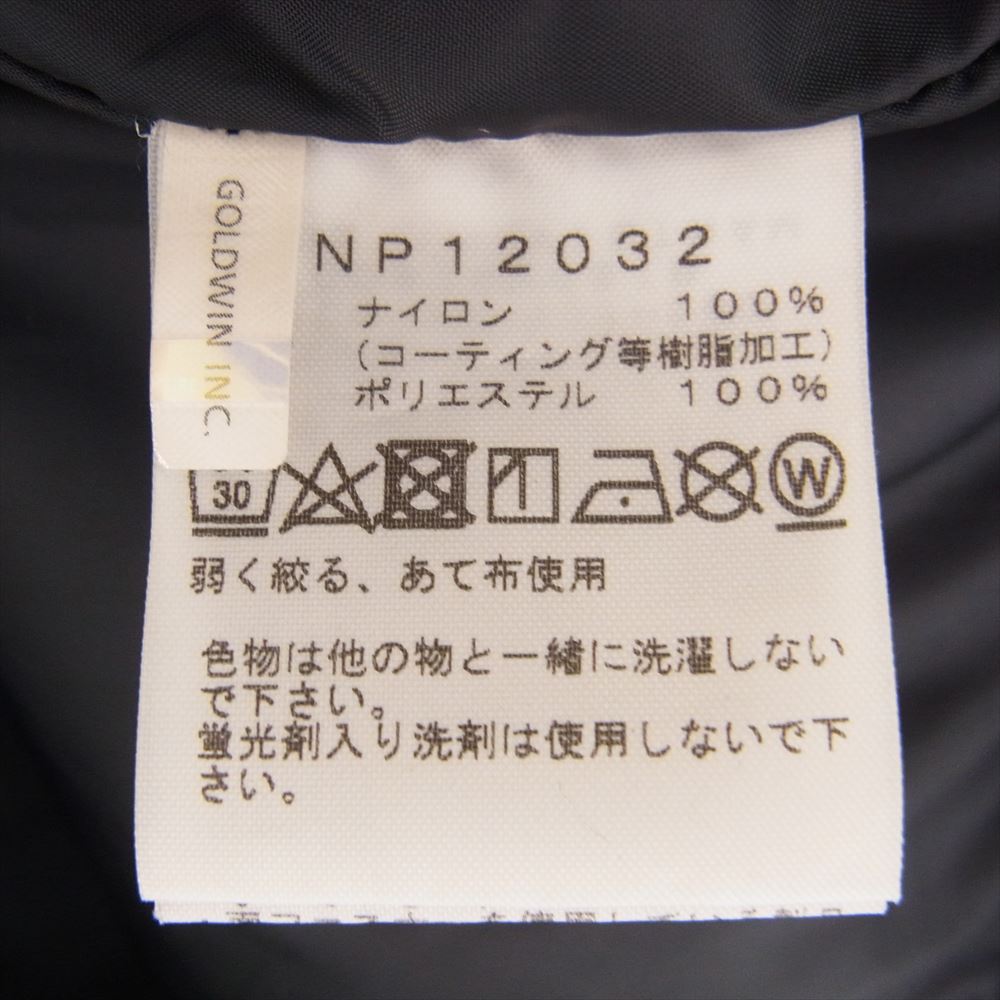 GOLDWIN INC.
NP12032
ナイロン 100%
(コーティング等樹脂加工)
ポリエステル 100%
30
W
弱く絞る、あて布使用
色物は他の物と一緒に洗濯しない
で下さい。
蛍光剤入り洗剤は使用しないで下
さい。